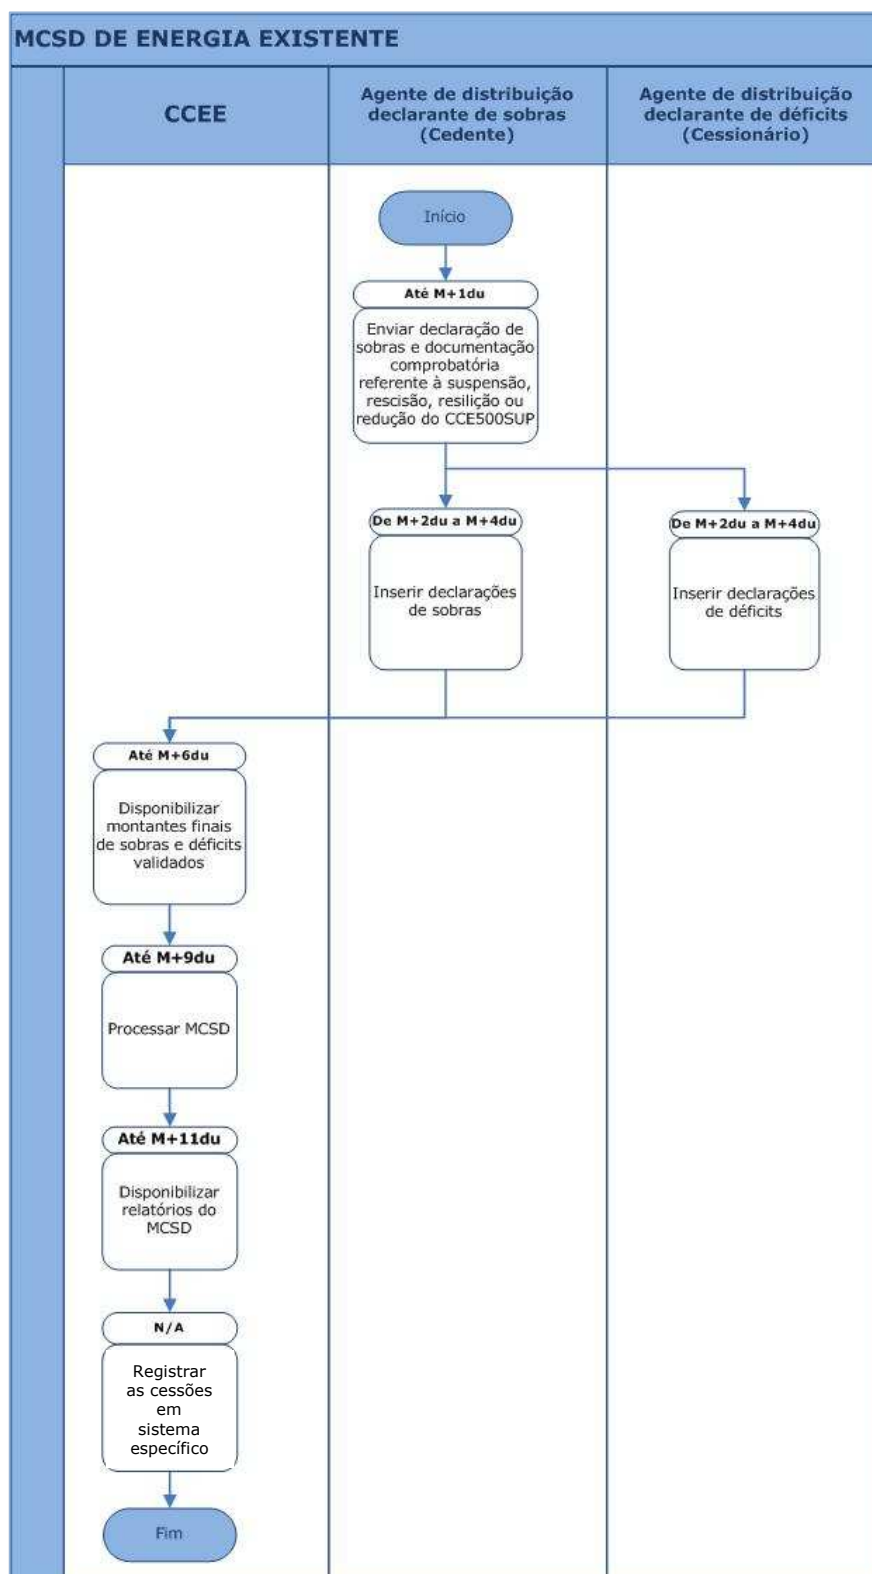 MCSD DE ENERGIA EXISTENTE
CCEE
Agente de distribuição
declarante de sobras
(Cedente)
Agente de distribuição
declarante de déficits
(Cessionário)
Início
Até M+1du
Enviar declaração de
sobras e documentação
comprobatória
referente à suspensão,
rescisão, resilição ou
redução do CCE500SUP
De M+2du a M+4du
Inserir declarações
de sobras
De M+2du a M+4du
Inserir declarações
de déficits
Até M+6du
Disponibilizar
montantes finais
de sobras e déficits
validados
Até M+9du
Processar MCSD
Até M+11du
Disponibilizar
relatórios do
MCSD
N/A
Registrar
as cessões
em
sistema
específico
Fim